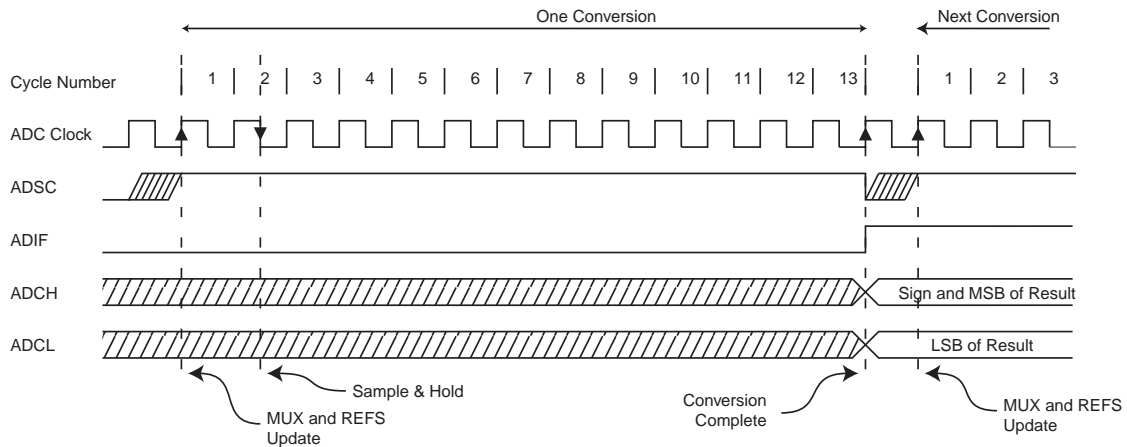 One Conversion Next Conversion
Cycle Number 1 2 3 4 5 6 7 8 9 10 11 12 13 1 2 3
ADC Clock
ADSC
ADIF
ADCH Sign and MSB of Result
ADCL LSB of Result
MUX and REFS
Update
Sample & Hold
Conversion
Complete
MUX and REFS
Update